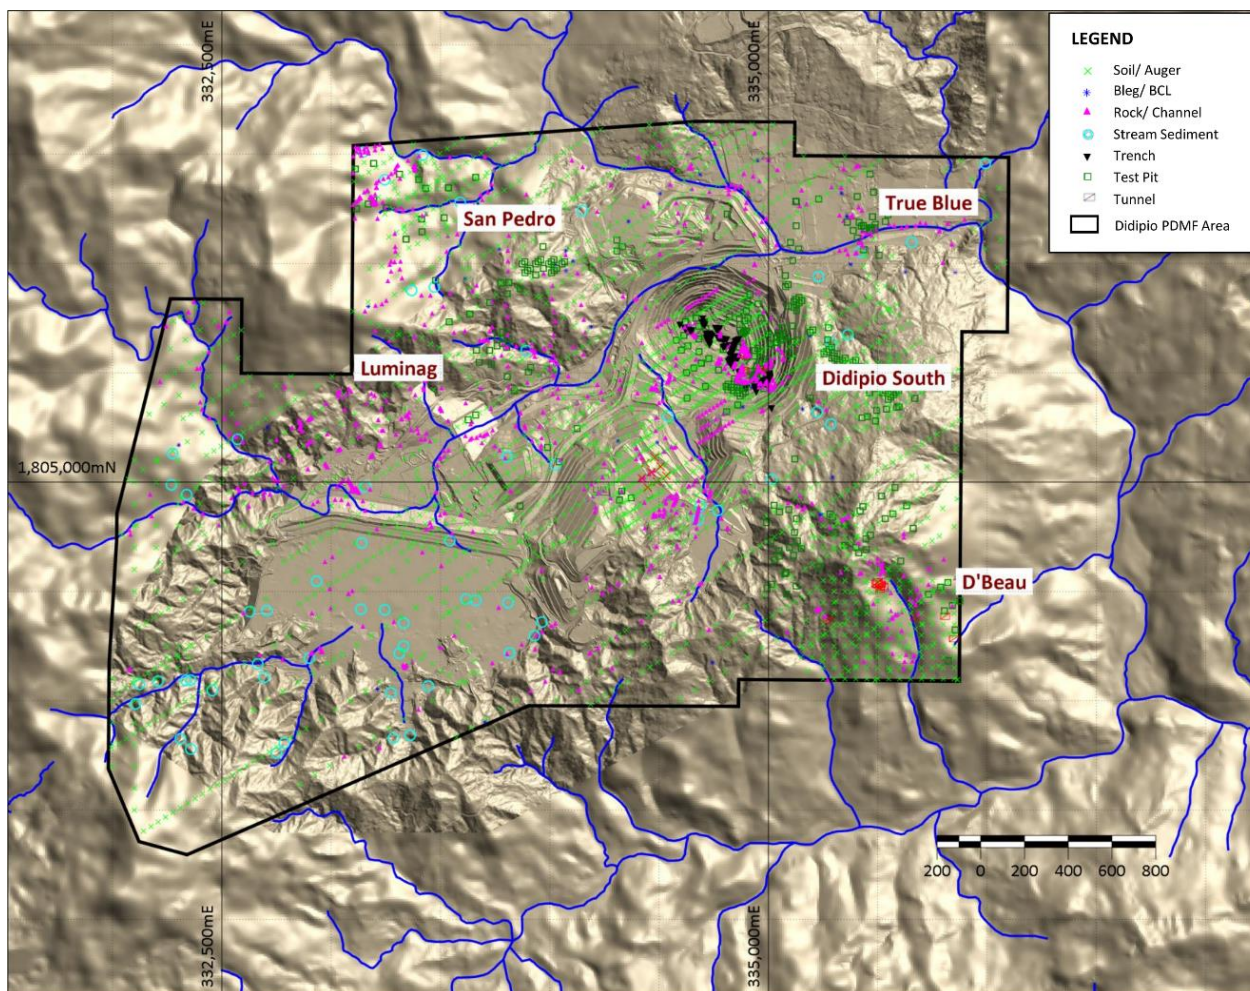 332,500mE
335,000mE
LEGEND
Soil/ Auger
Bleg/ BCL
Rock/ Channel
Stream Sediment
Trench
Test Pit
Tunnel
Didipio PDMF Area
San Pedro
True Blue
Luminag
Didipio South
1,805,000mN
D'Beau
200 0 200 400 600 800
332,500mE
335,000mE